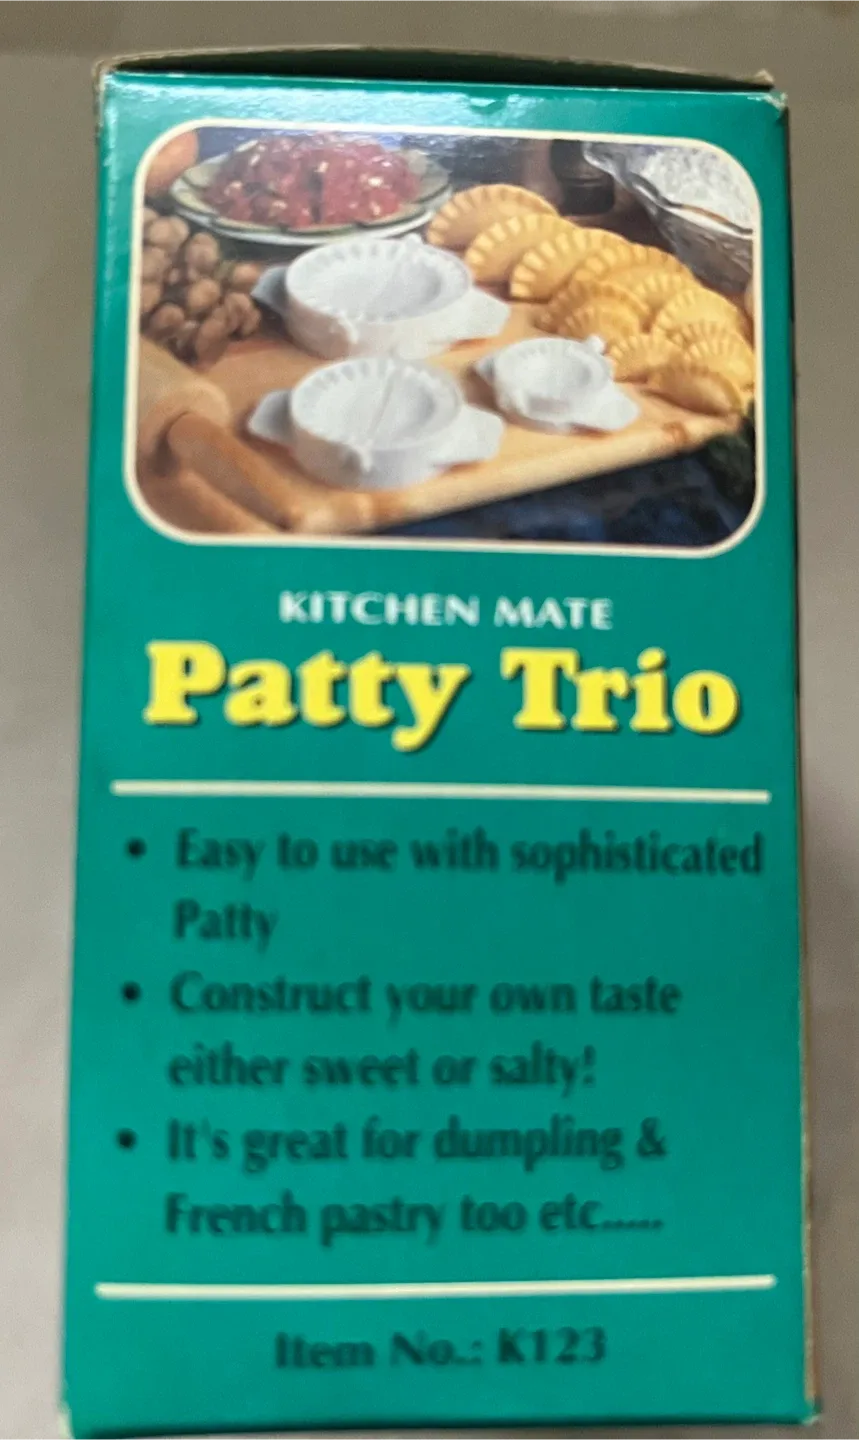 KITCHEN MATE
Patty Trio
• Easy to use with sophisticated
Patty
• Construct your own taste
either sweet or salty!
• It's great for dumpling &
French pastry too etc.....
Item No.: K123